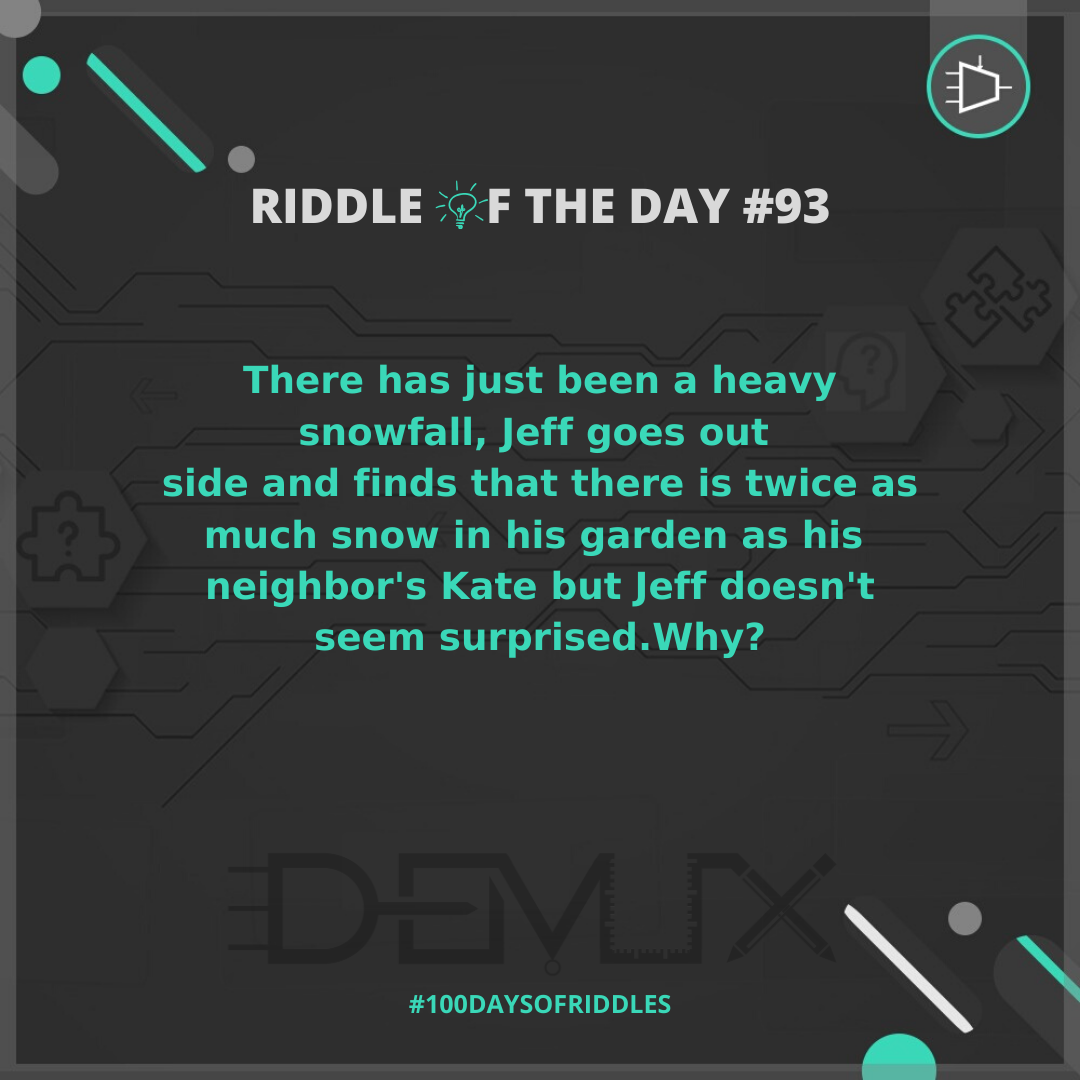 RIDDLE OF THE DAY #93
There has just been a heavy
snowfall, Jeff goes out
side and finds that there is twice as
much snow in his garden as his
neighbor's Kate but Jeff doesn't
seem surprised.Why?
DEMUX
#100DAYSOFRIDDLES